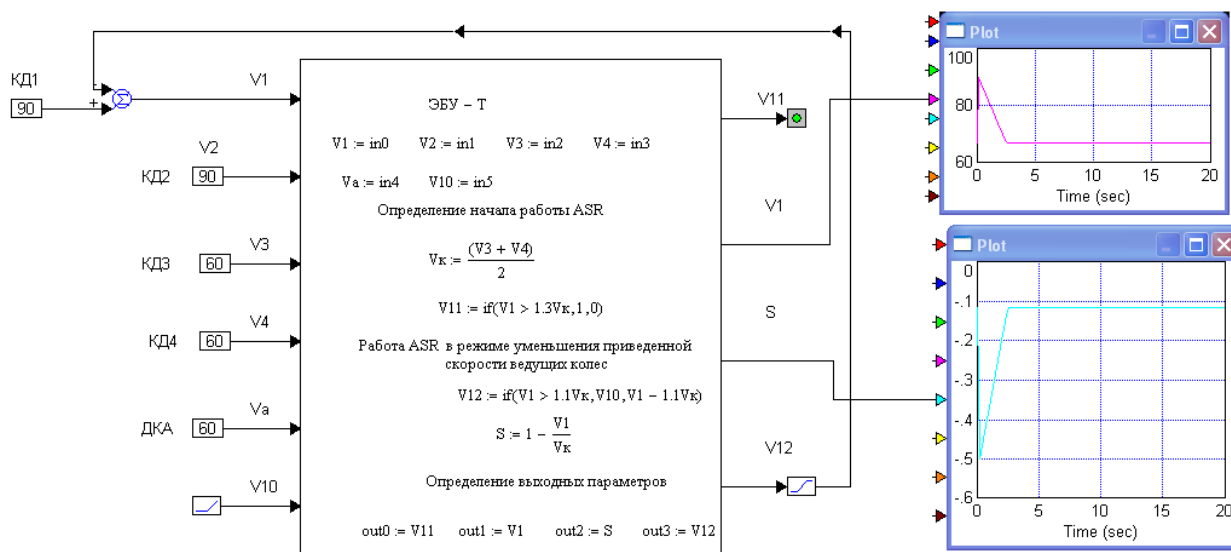 КД1
90
-
+
Σ
V1
V2
КД2
90
V3
КД3
60
V4
КД4
60
Va
ДКА
60
V10
ЭБУ – Т
V1 := in0 V2 := in1 V3 := in2 V4 := in3
Va := in4 V10 := in5
Определение начала работы ASR
Vк := (V3 + V4) / 2
V11 := if(V1 > 1.3Vк,1,0)
Работа ASR в режиме уменьшения приведенной
скорости ведущих колес
V12 := if(V1 > 1.1Vк,V10,V1 – 1.1Vк)
S := 1 – V1 / Vк
Определение выходных параметров
out0 := V11 out1 := V1 out2 := S out3 := V12
V11
V1
S
V12
Plot
100
80
60
0 5 10 15 20
Time (sec)
Plot
0
-.1
-.2
-.3
-.4
-.5
-.6
0 5 10 15 20
Time (sec)